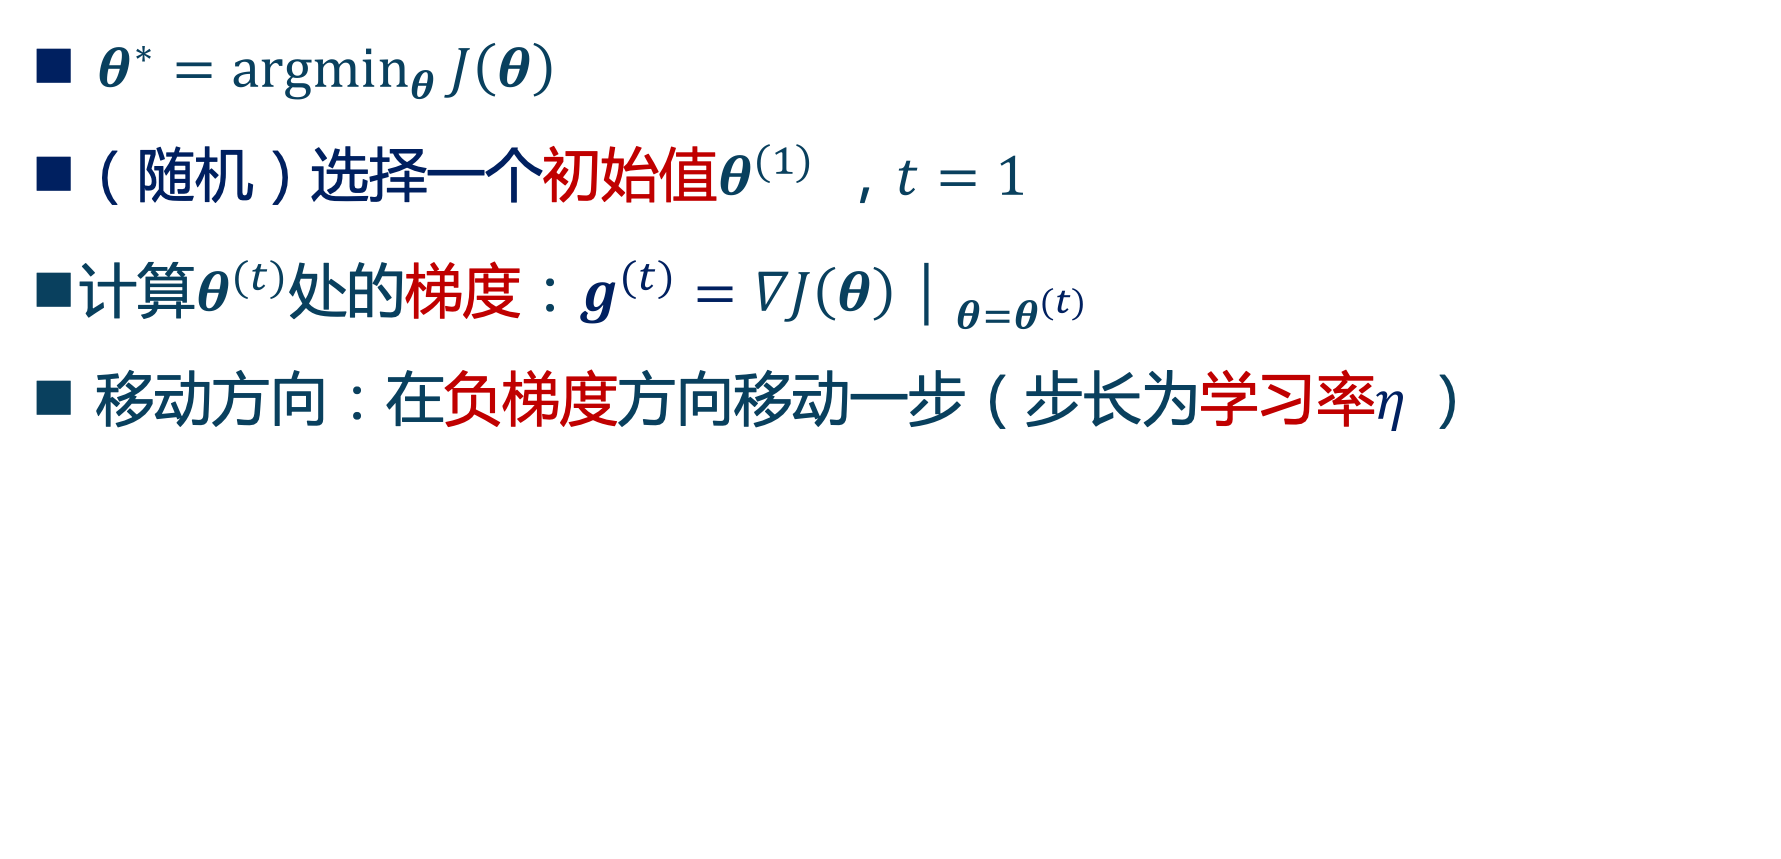 ■ 𝜽* = argmin_𝜽 J(𝜽)
■（随机）选择一个初始值𝜽^(1) ，t = 1
■计算𝜽^(t)处的梯度：𝒈^(t) = ∇J(𝜽) |_𝜽=𝜽^(t)
■ 移动方向：在负梯度方向移动一步（步长为学习率η ）